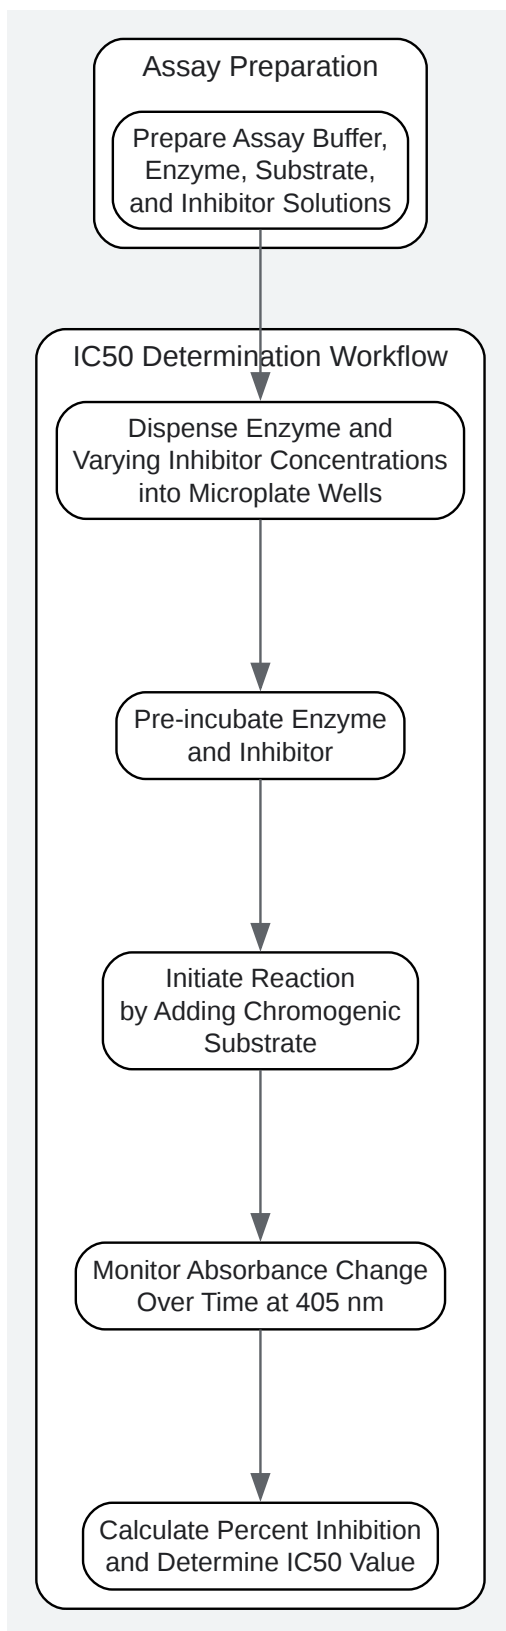 Assay Preparation
Prepare Assay Buffer,
Enzyme, Substrate,
and Inhibitor Solutions
IC50 Determination Workflow
Dispense Enzyme and
Varying Inhibitor Concentrations
into Microplate Wells
Pre-incubate Enzyme
and Inhibitor
Initiate Reaction
by Adding Chromogenic
Substrate
Monitor Absorbance Change
Over Time at 405 nm
Calculate Percent Inhibition
and Determine IC50 Value